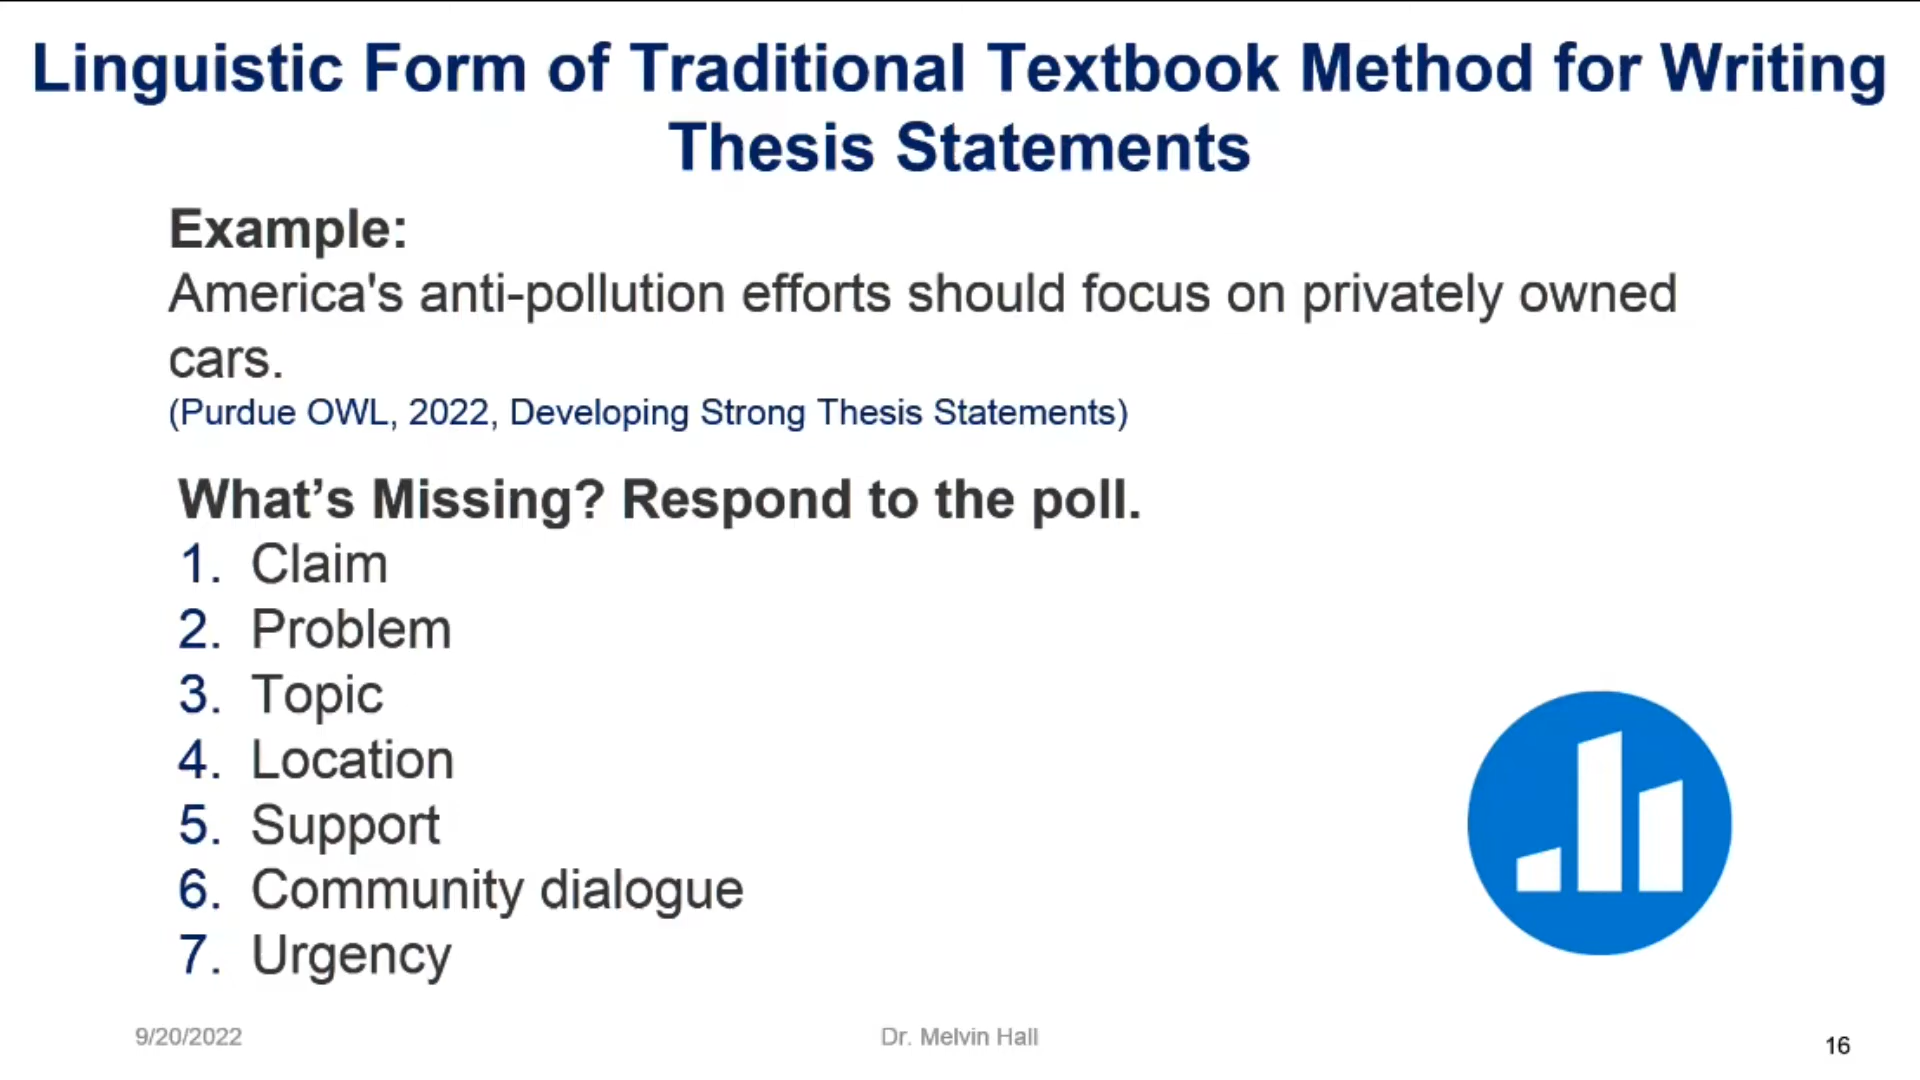 Linguistic Form of Traditional Textbook Method for Writing
Thesis Statements
Example:
America's anti-pollution efforts should focus on privately owned
cars.
(Purdue OWL, 2022, Developing Strong Thesis Statements)
What’s Missing? Respond to the poll.
1. Claim
2. Problem
3. Topic
4. Location
5. Support
6. Community dialogue
7. Urgency
9/20/2022
Dr. Melvin Hall
16